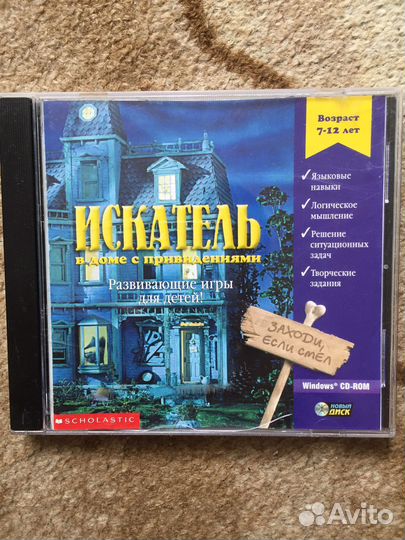 Возраст
7-12 лет
ИСКАТЕЛЬ
в доме с привидениями
Развивающие игры
для детей!
✓ Языковые
навыки
✓ Логическое
мышление
✓ Решение
ситуационных
задач
✓ Творческие
задания
ЗАХОДИ,
ЕСЛИ СМЕЛ
Windows® CD-ROM
НОВЫЙ
ДИСК
SCHOLASTIC
Avito